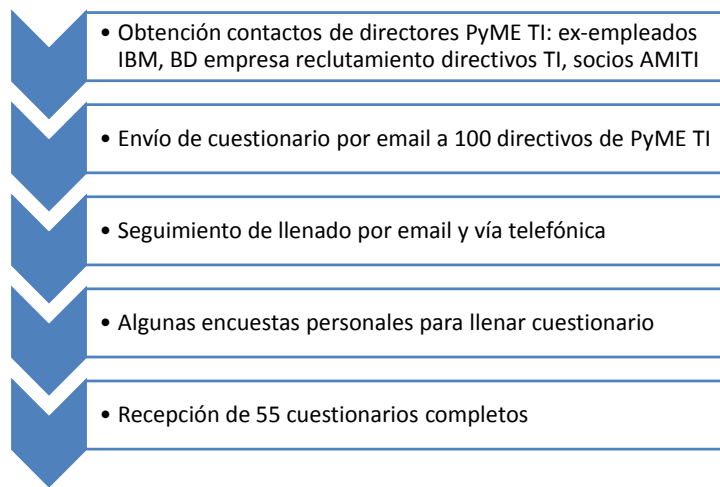 • Obtención contactos de directores PyME TI: ex-empleados
IBM, BD empresa reclutamiento directivos TI, socios AMITI
• Envío de cuestionario por email a 100 directivos de PyME TI
• Seguimiento de llenado por email y vía telefónica
• Algunas encuestas personales para llenar cuestionario
• Recepción de 55 cuestionarios completos